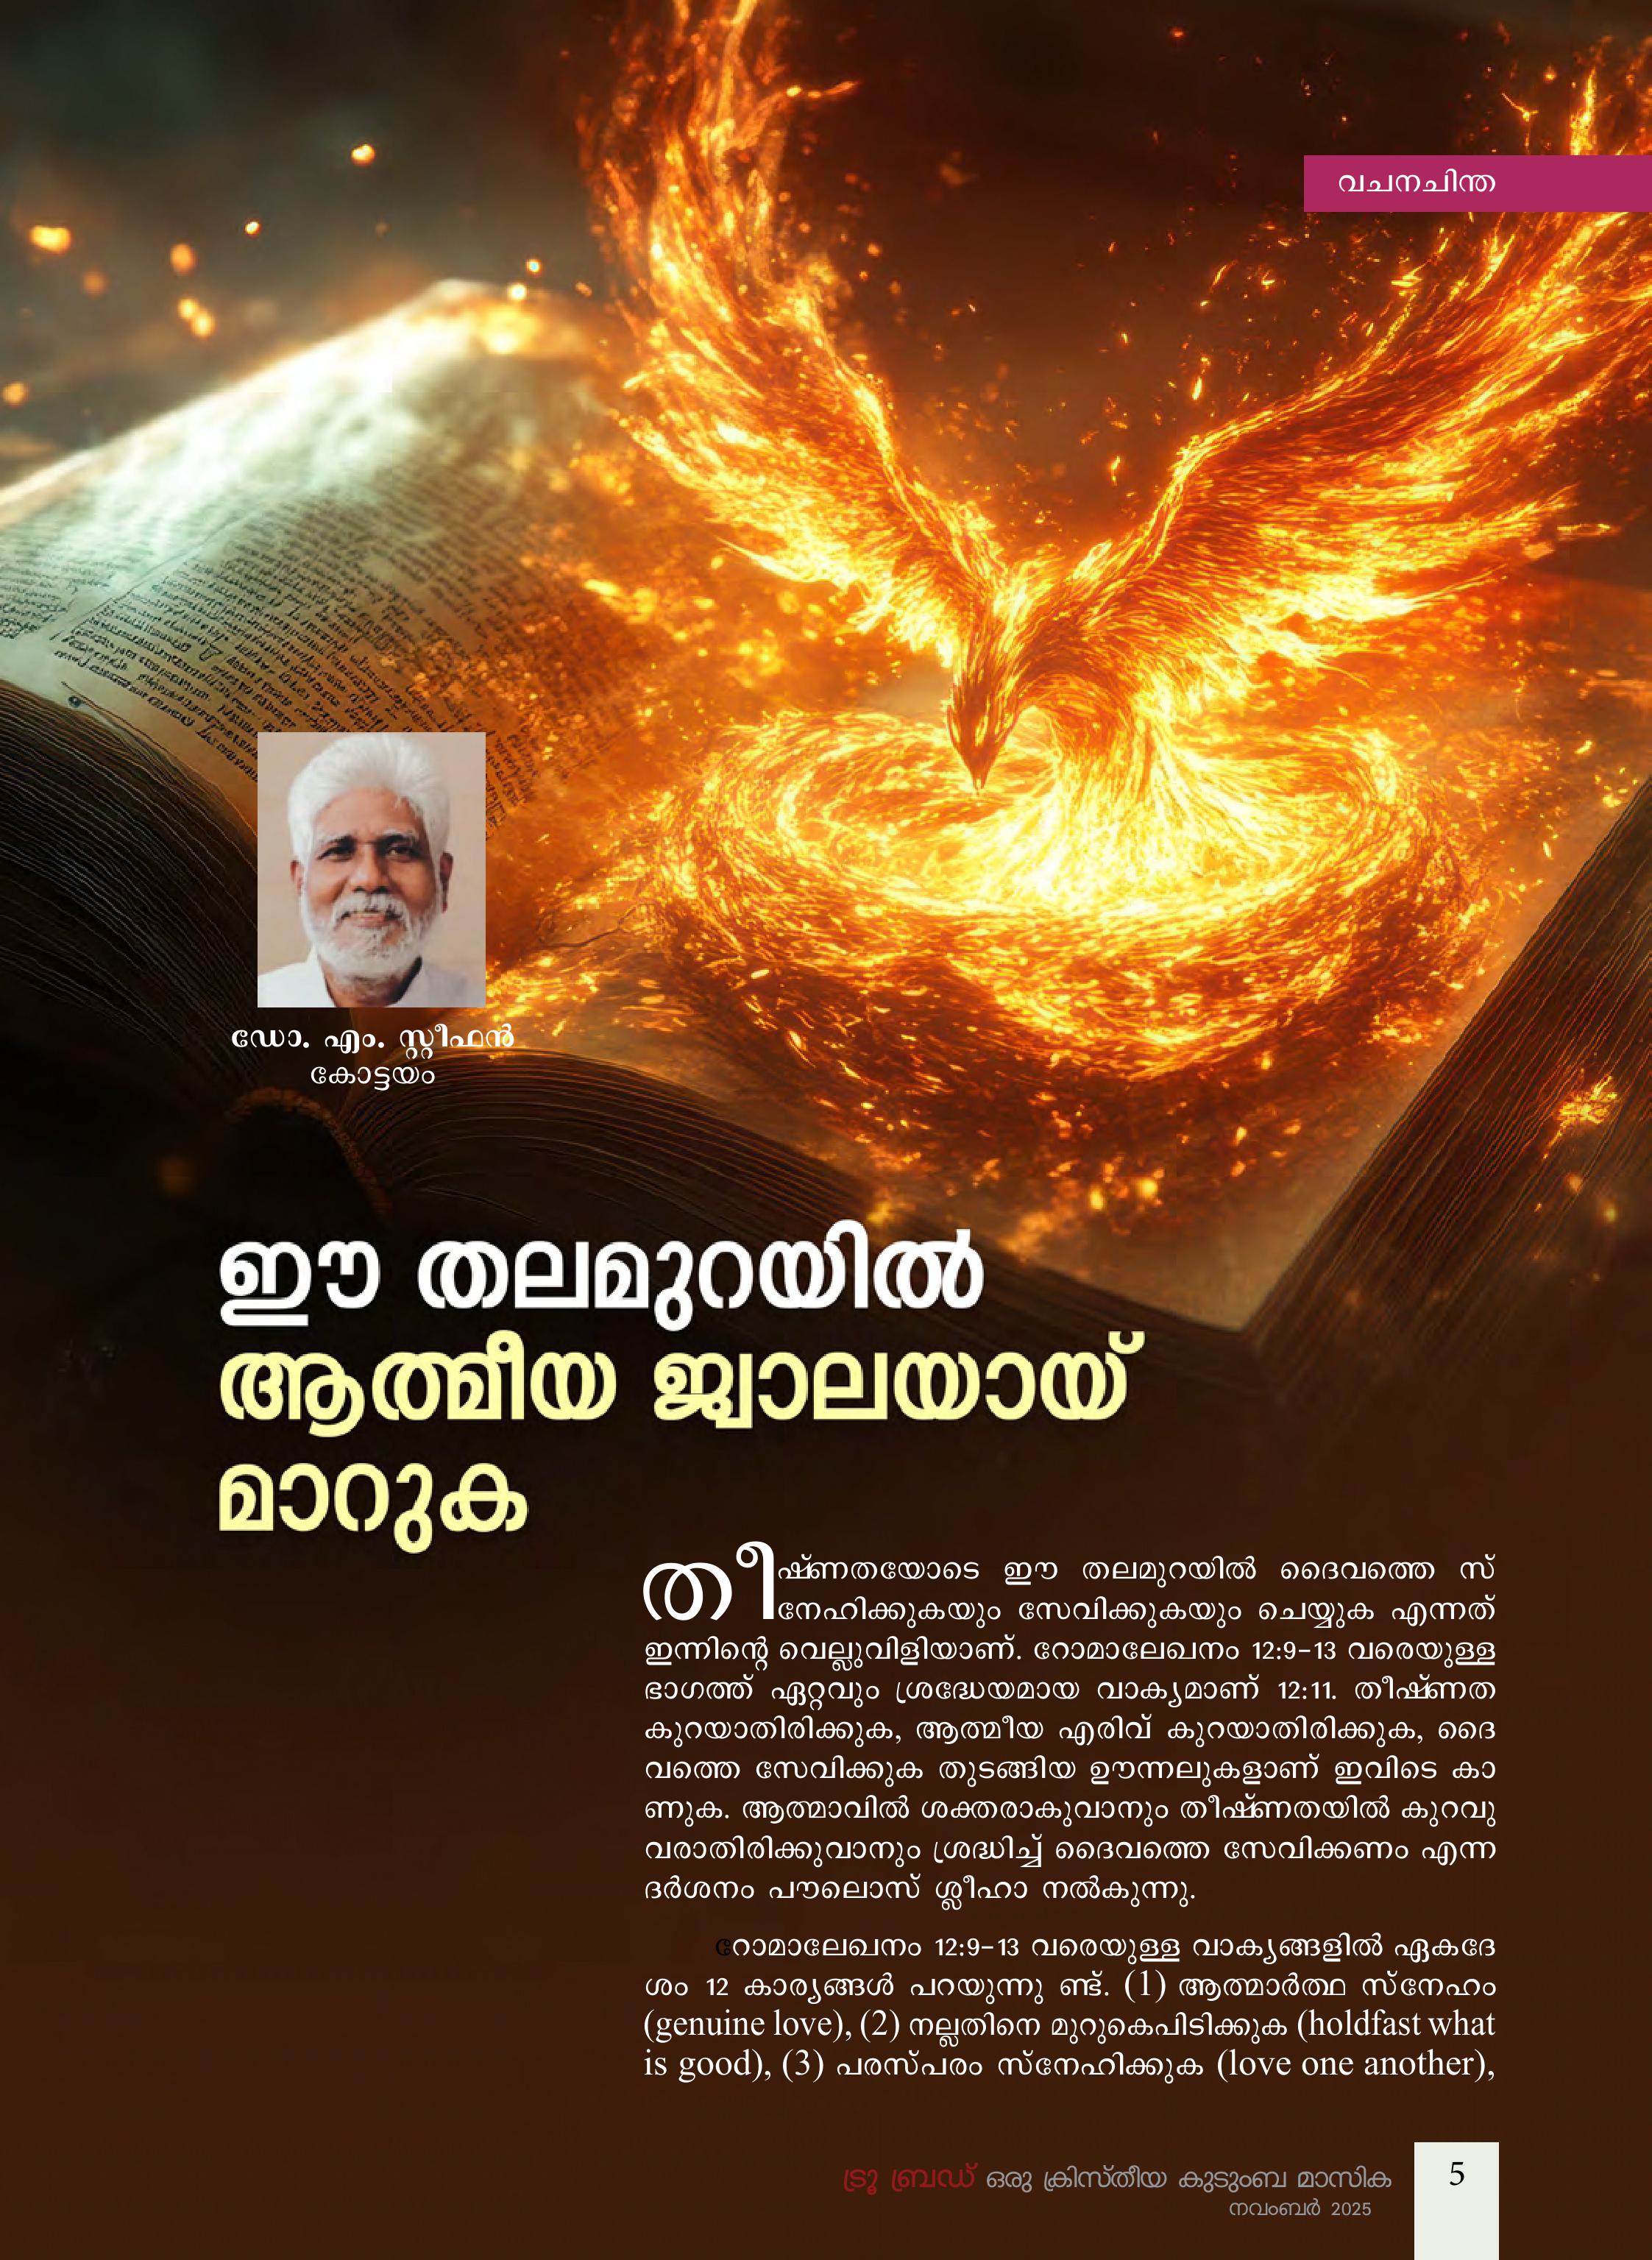 വചനചിന്ത
ഡോ. എം. സ്റ്റീഫൻ
കോട്ടയം
ഈ തലമുറയിൽ
ആത്മീയ ജ്വാലയായ്
മാറുക
തീഷ്ണതയോടെ ഈ തലമുറയിൽ ദൈവത്തെ സ്
നേഹിക്കുകയും സേവിക്കുകയും ചെയ്യുക എന്നത്
ഇന്നിന്റെ വെല്ലുവിളിയാണ്. റോമാലേഖനം 12:9-13 വരെയുള്ള
ഭാഗത്ത് ഏറ്റവും ശ്രദ്ധേയമായ വാക്യമാണ് 12:11. തീഷ്ണത
കുറയാതിരിക്കുക, ആത്മീയ എരിവ് കുറയാതിരിക്കുക, ദൈ
വത്തെ സേവിക്കുക തുടങ്ങിയ ഊന്നലുകളാണ് ഇവിടെ കാ
ണുക. ആത്മാവിൽ ശക്തരാകുവാനും തീഷ്ണതയിൽ കുറവു
വരാതിരിക്കുവാനും ശ്രദ്ധിച്ച് ദൈവത്തെ സേവിക്കണം എന്ന
ദർശനം പൗലൊസ് ശ്ലീഹാ നൽകുന്നു.
റോമാലേഖനം 12:9-13 വരെയുള്ള വാക്യങ്ങളിൽ ഏകദേ
ശം 12 കാര്യങ്ങൾ പറയുന്നു ണ്ട്. (1) ആത്മാർത്ഥ സ്നേഹം
(genuine love), (2) നല്ലതിനെ മുറുകെപിടിക്കുക (holdfast what
is good), (3) പരസ്പരം സ്നേഹിക്കുക (love one another),
ട്രൂ ബ്രഡ് ഒരു ക്രിസ്തീയ കുടുംബ മാസിക
നവംബർ 2025
5